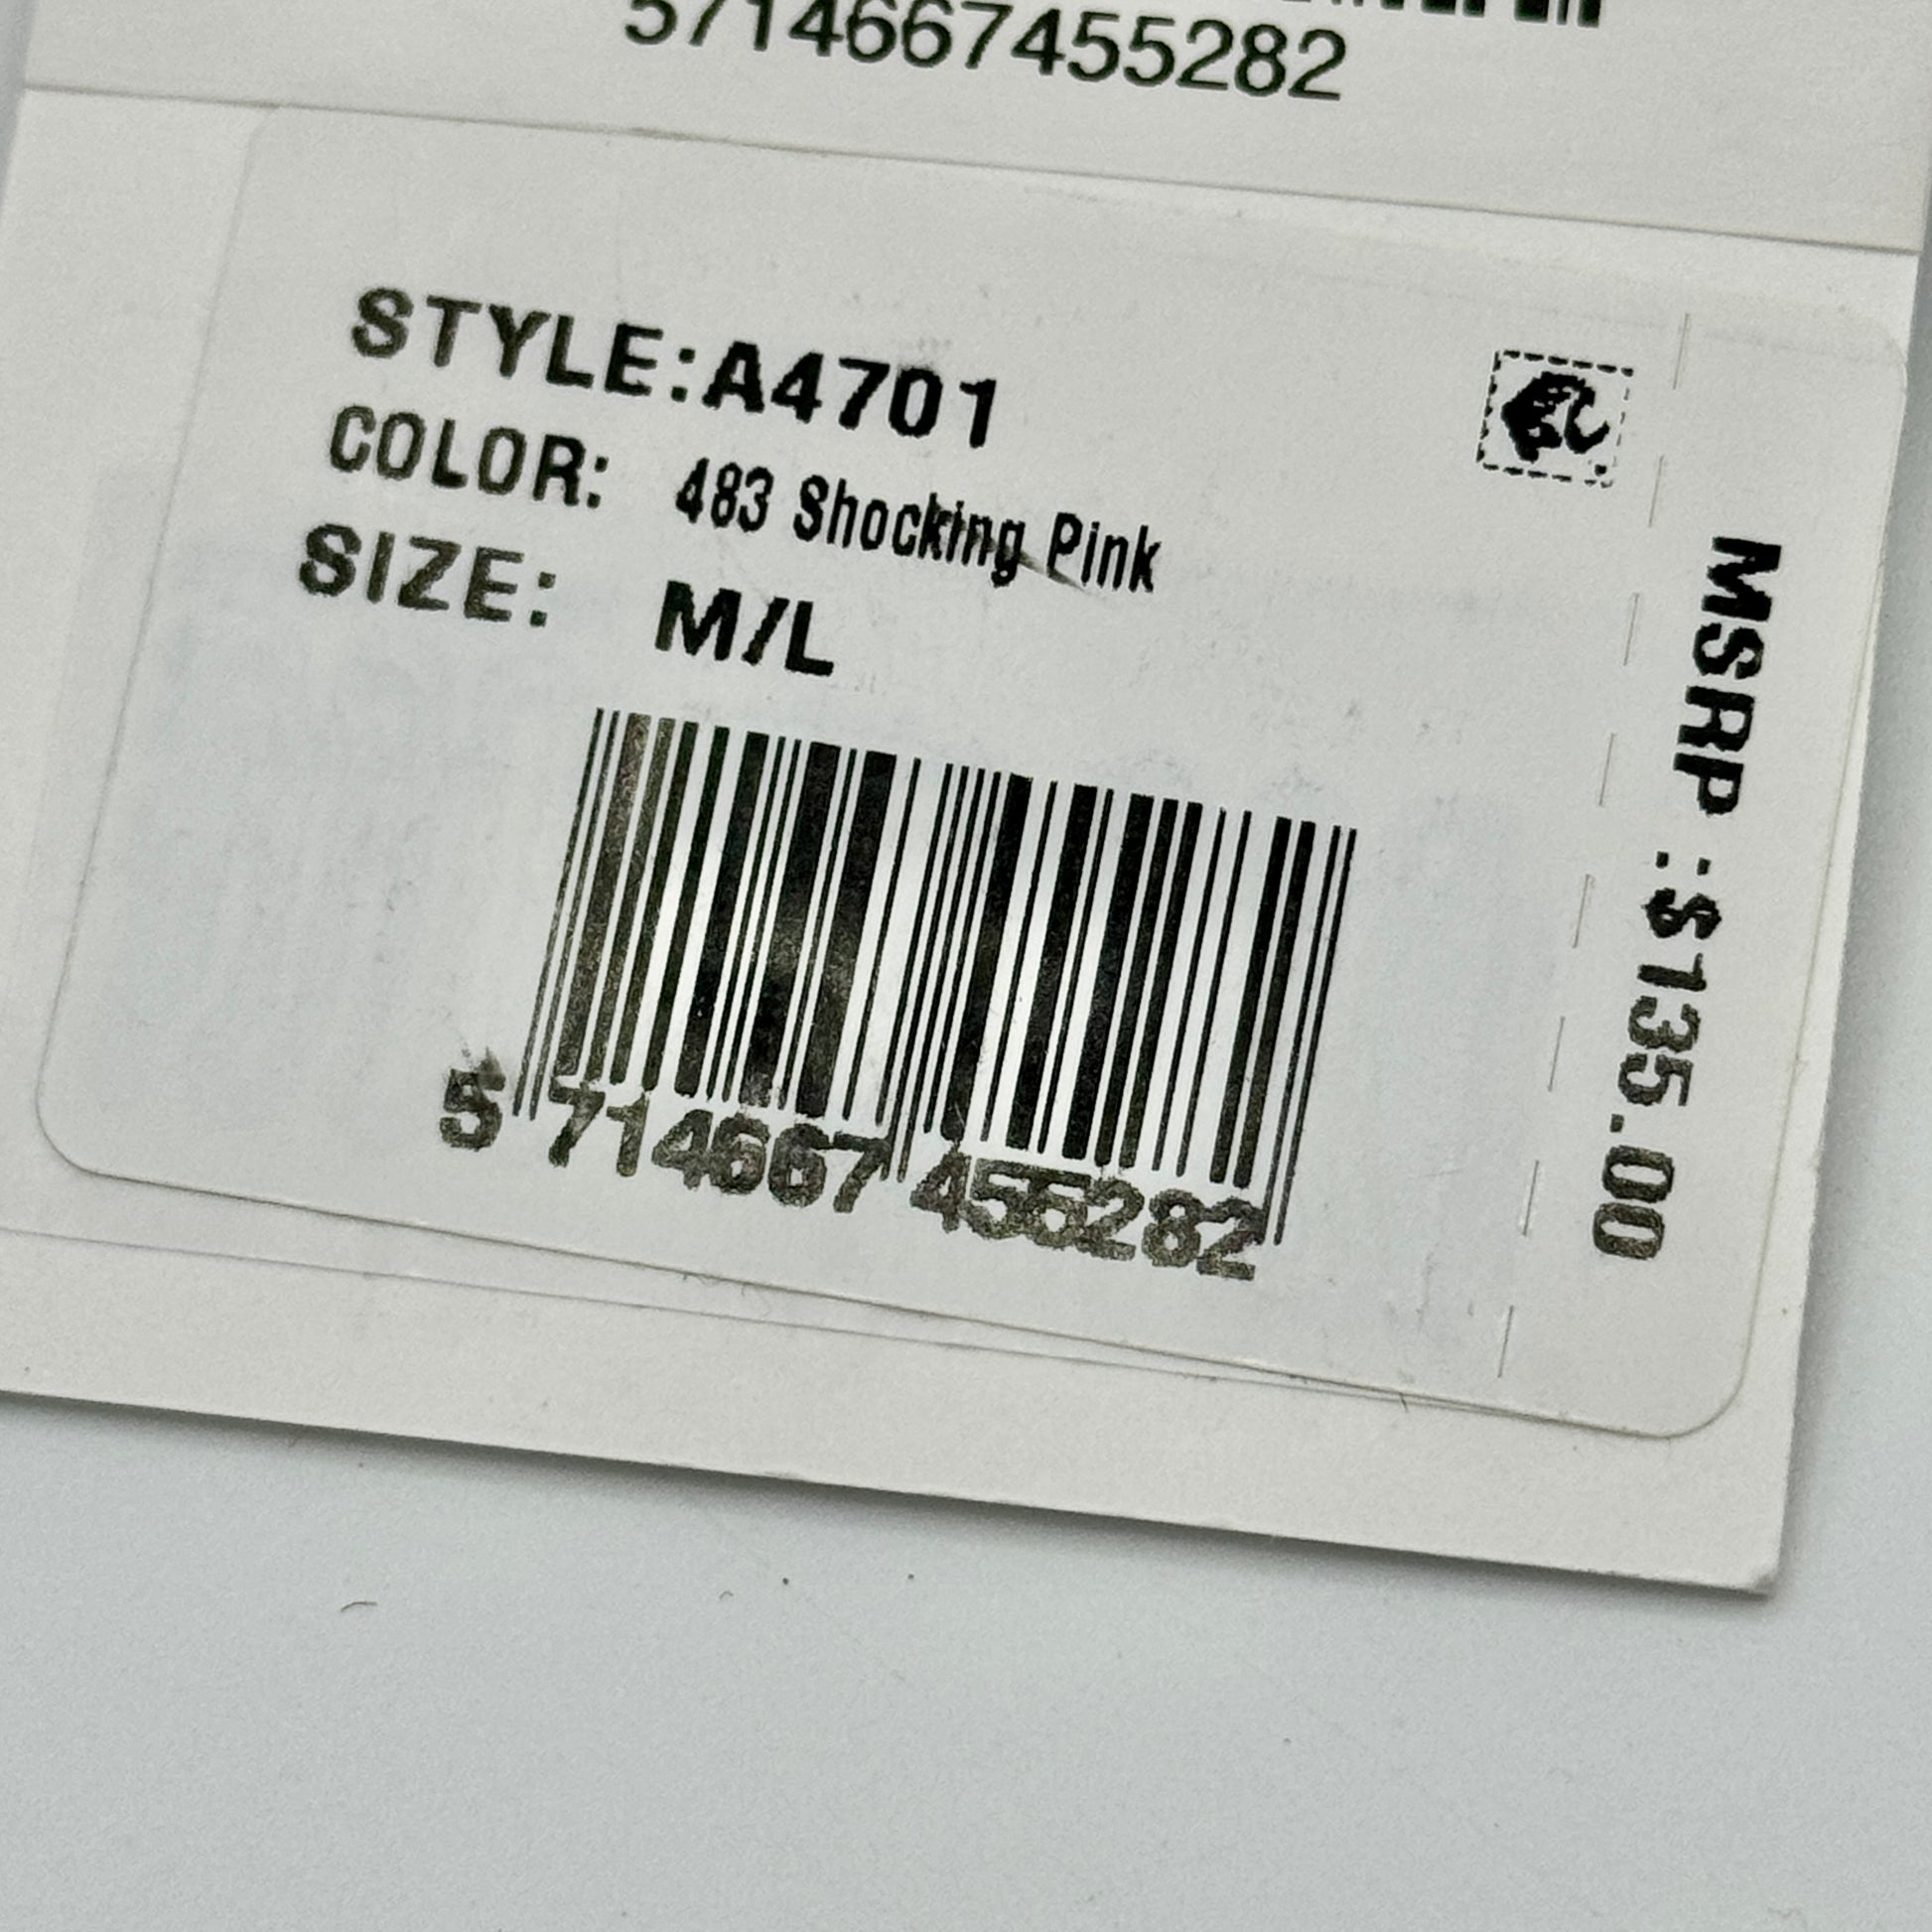 5714667455282
STYLE:A4701
COLOR: 483 Shocking Pink
SIZE: M/L
5 714667 455282
MSRP :$135.00